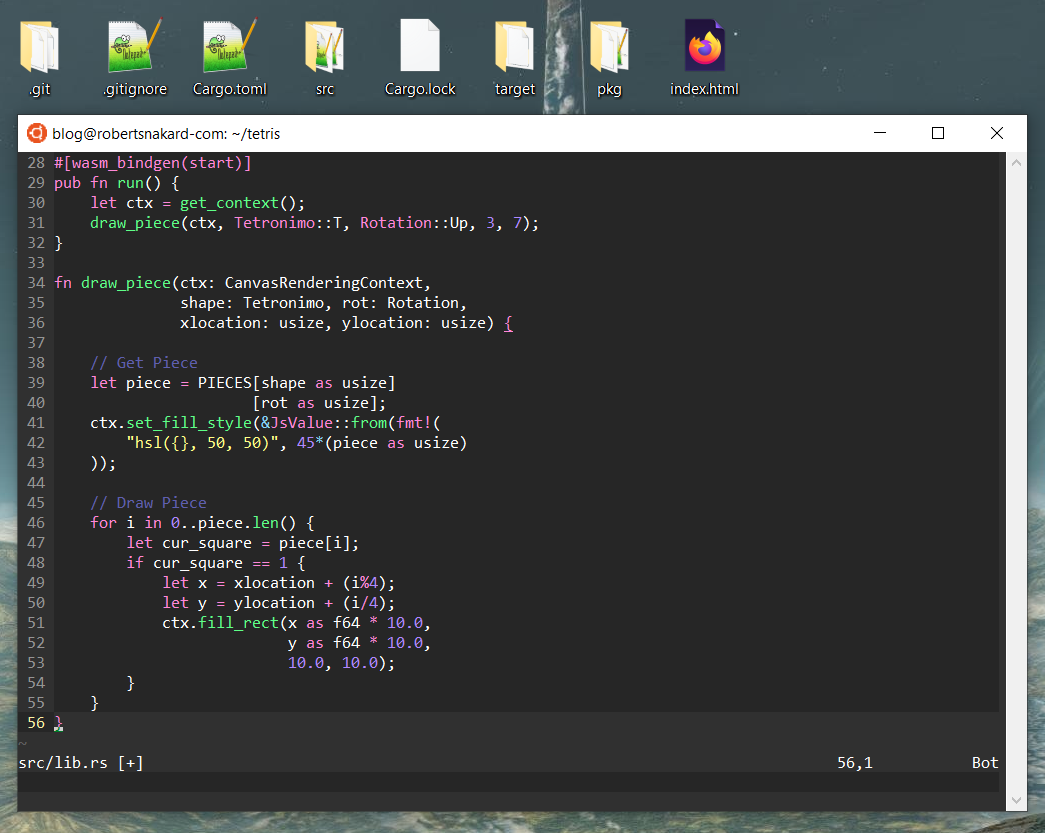 .git
.gitignore
Cargo.toml
src
Cargo.lock
target
pkg
index.html
blog@robertsnakard-com: ~/tetris
28 #[wasm_bindgen(start)]
29 pub fn run() {
30     let ctx = get_context();
31     draw_piece(ctx, Tetronimo::T, Rotation::Up, 3, 7);
32 }
33
34 fn draw_piece(ctx: CanvasRenderingContext,
35               shape: Tetronimo, rot: Rotation,
36               xlocation: usize, ylocation: usize) {
37
38     // Get Piece
39     let piece = PIECES[shape as usize]
40                       [rot as usize];
41     ctx.set_fill_style(&JsValue::from(fmt!(
42         "hsl({}, 50, 50)", 45*(piece as usize)
43     ));
44
45     // Draw Piece
46     for i in 0..piece.len() {
47         let cur_square = piece[i];
48         if cur_square == 1 {
49             let x = xlocation + (i%4);
50             let y = ylocation + (i/4);
51             ctx.fill_rect(x as f64 * 10.0,
52                           y as f64 * 10.0,
53                           10.0, 10.0);
54         }
55     }
56 }
~
src/lib.rs [+] 56,1 Bot